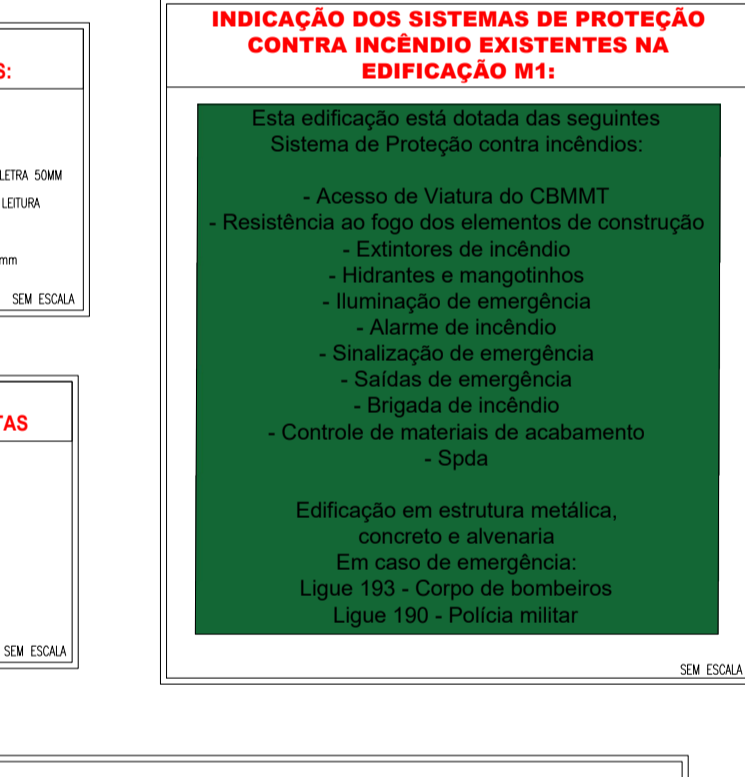 S:
LETRA 50MM
LEITURA
mm
SEM ESCALA
TAS
SEM ESCALA
INDICAÇÃO DOS SISTEMAS DE PROTEÇÃO
CONTRA INCÊNDIO EXISTENTES NA
EDIFICAÇÃO M1:
Esta edificação está dotada das seguintes
Sistema de Proteção contra incêndios:
- Acesso de Viatura do CBMMT
- Resistência ao fogo dos elementos de construção
- Extintores de incêndio
- Hidrantes e mangotinhos
- Iluminação de emergência
- Alarme de incêndio
- Sinalização de emergência
- Saídas de emergência
- Brigada de incêndio
- Controle de materiais de acabamento
- Spda
Edificação em estrutura metálica,
concreto e alvenaria
Em caso de emergência:
Ligue 193 - Corpo de bombeiros
Ligue 190 - Polícia militar
SEM ESCALA